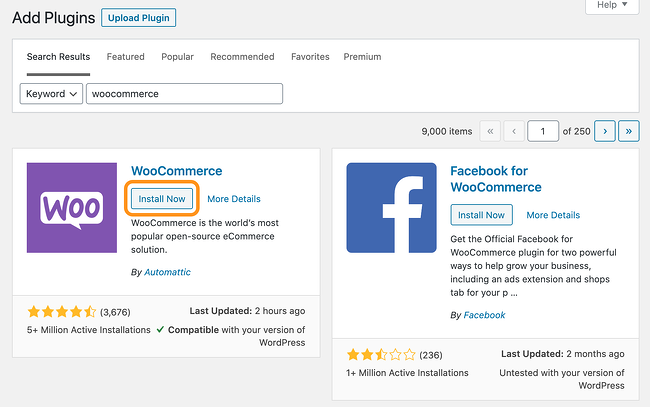 Add Plugins Upload Plugin
Help ▼
Search Results Featured Popular Recommended Favorites Premium
Keyword woocommerce
9,000 items « ‹ 1 of 250 › »
WOO
WooCommerce
Install Now More Details
WooCommerce is the world's most
popular open-source eCommerce
solution.
By Automattic
(3,676)
Last Updated: 2 hours ago
5+ Million Active Installations
✓ Compatible with your version of
WordPress
f
Facebook for
WooCommerce
Install Now More Details
Get the Official Facebook for
WooCommerce plugin for two powerful
ways to help grow your business,
including an ads extension and shops
tab for your p ...
By Facebook
(236)
Last Updated: 2 months ago
1+ Million Active Installations
Untested with your version of
WordPress